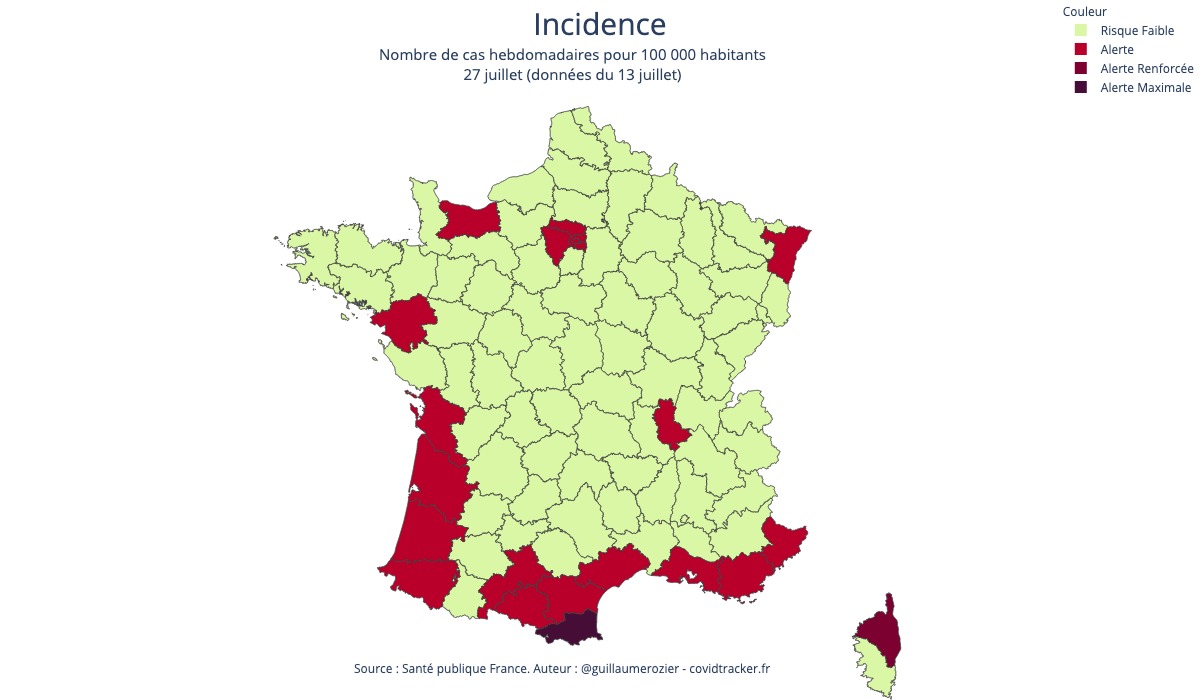 Incidence
Nombre de cas hebdomadaires pour 100 000 habitants
27 juillet (données du 13 juillet)
Couleur
Risque Faible
Alerte
Alerte Renforcée
Alerte Maximale
Source : Santé publique France. Auteur : @guillaumerozier - covidtracker.fr